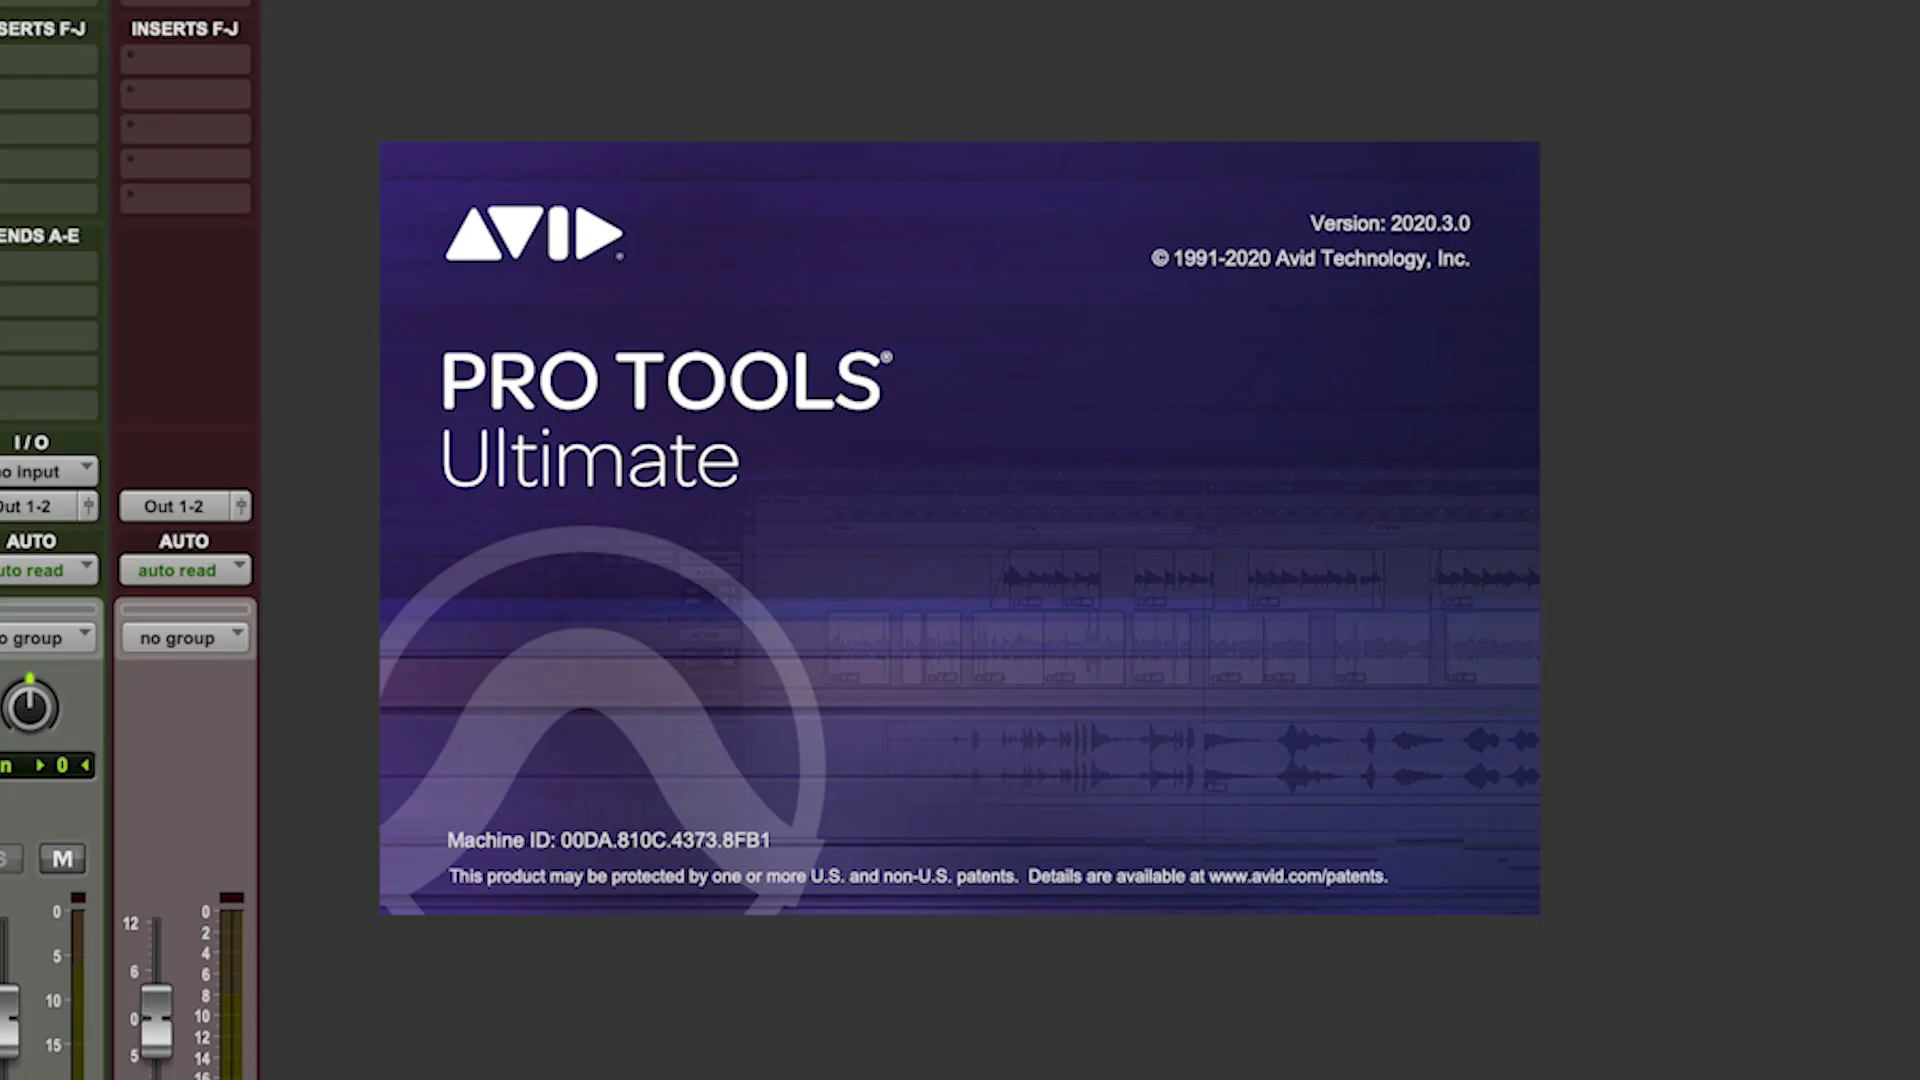 SERTS F-J
INSERTS F-J
ENDS A-E
I / O
no input
Out 1-2
Out 1-2
AUTO
AUTO
uto read
auto read
o group
no group
n
0
S
M
0
5
10
15
12
6
0
5
0
2
4
6
8
10
12
14
16
AVID
Version: 2020.3.0
© 1991-2020 Avid Technology, Inc.
PRO TOOLS®
Ultimate
Machine ID: 00DA.810C.4373.8FB1
This product may be protected by one or more U.S. and non-U.S. patents. Details are available at www.avid.com/patents.